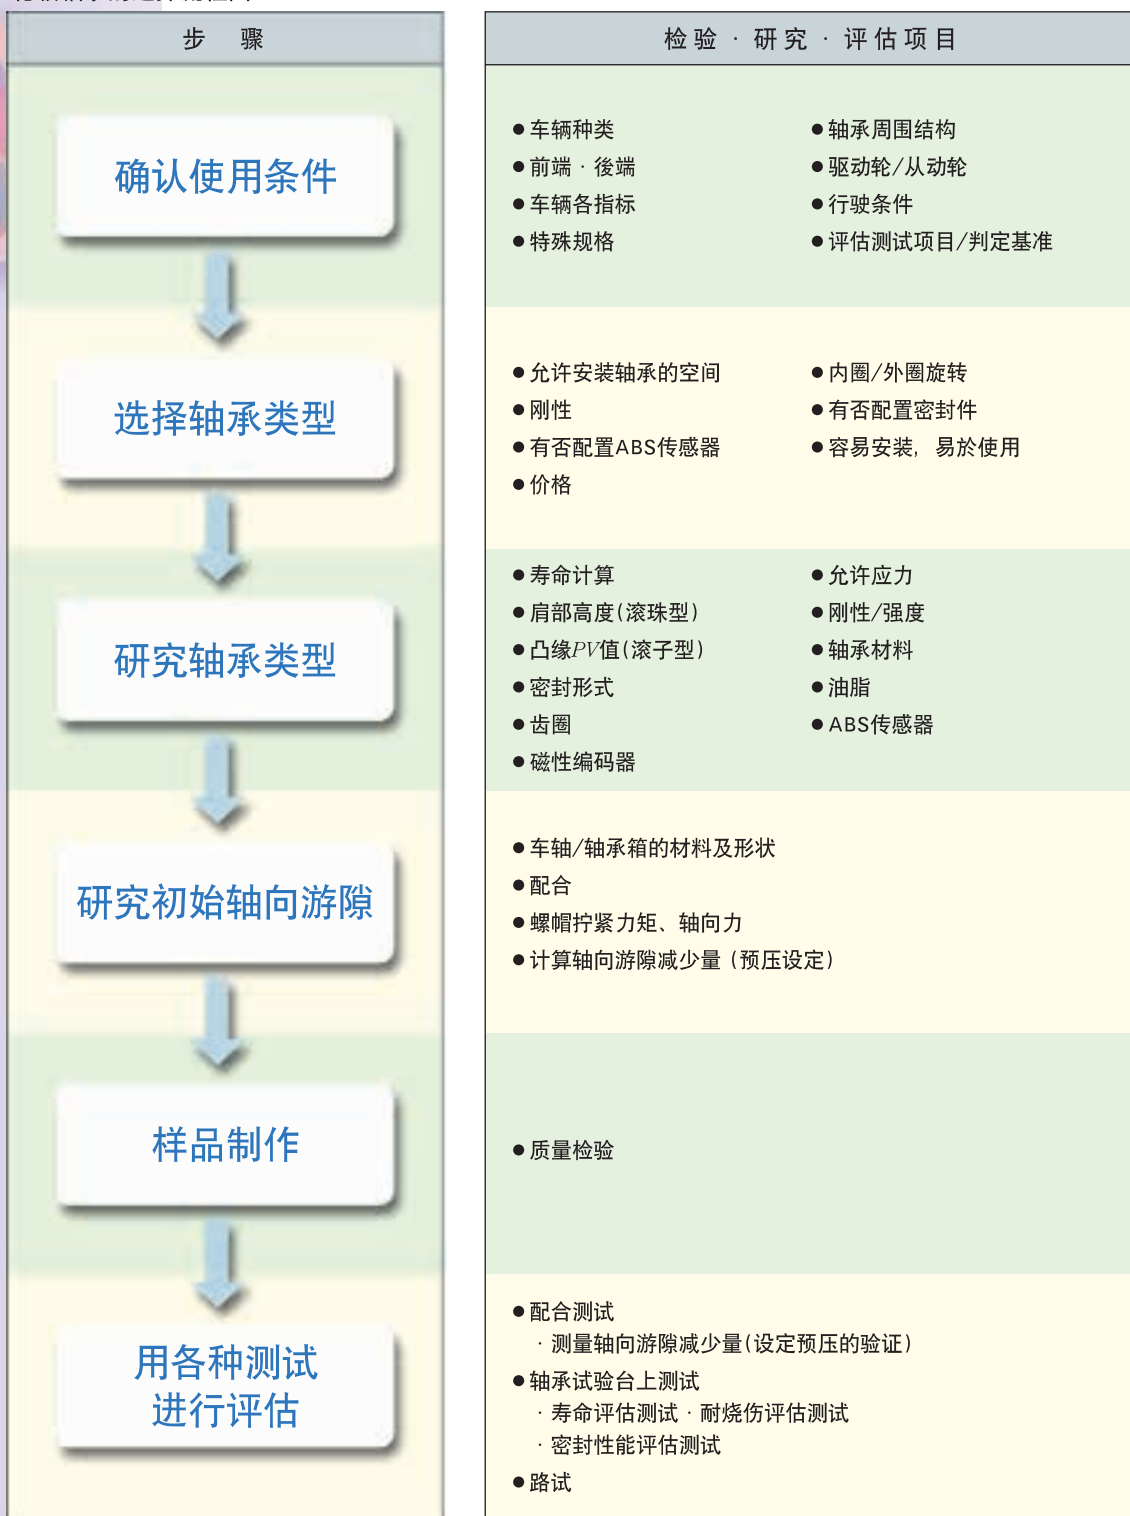 步 骤
检验·研究·评估项目
确认使用条件
●车辆种类
●轴承周围结构
●前端·後端
●驱动轮/从动轮
●车辆各指标
●行驶条件
●特殊规格
●评估测试项目/判定基准
选择轴承类型
●允许安装轴承的空间
●内圈/外圈旋转
●刚性
●有否配置密封件
●有否配置ABS传感器
●容易安装,易於使用
●价格
研究轴承类型
●寿命计算
●允许应力
●肩部高度(滚珠型)
●刚性/强度
●凸缘PV值(滚子型)
●轴承材料
●密封形式
●油脂
●齿圈
●ABS传感器
●磁性编码器
研究初始轴向游隙
●车轴/轴承箱的材料及形状
●配合
●螺帽拧紧力矩、轴向力
●计算轴向游隙减少量(预压设定)
样品制作
●质量检验
用各种测试
进行评估
●配合测试
·测量轴向游隙减少量(设定预压的验证)
●轴承试验台上测试
·寿命评估测试·耐烧伤评估测试
·密封性能评估测试
●路试